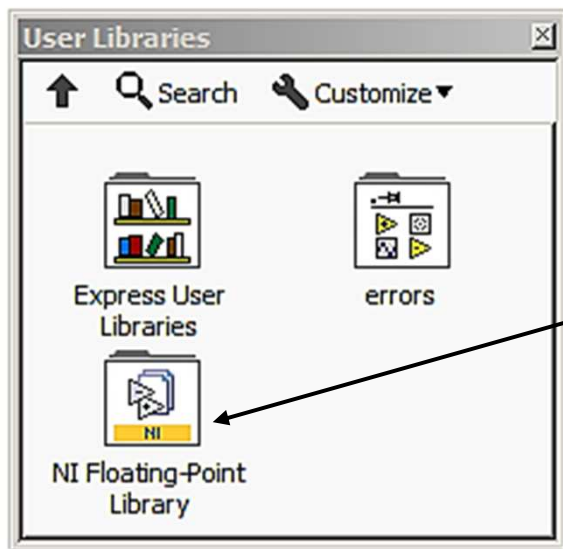 User Libraries
Search Customize
Express User
Libraries
errors
NI
NI Floating-Point
Library